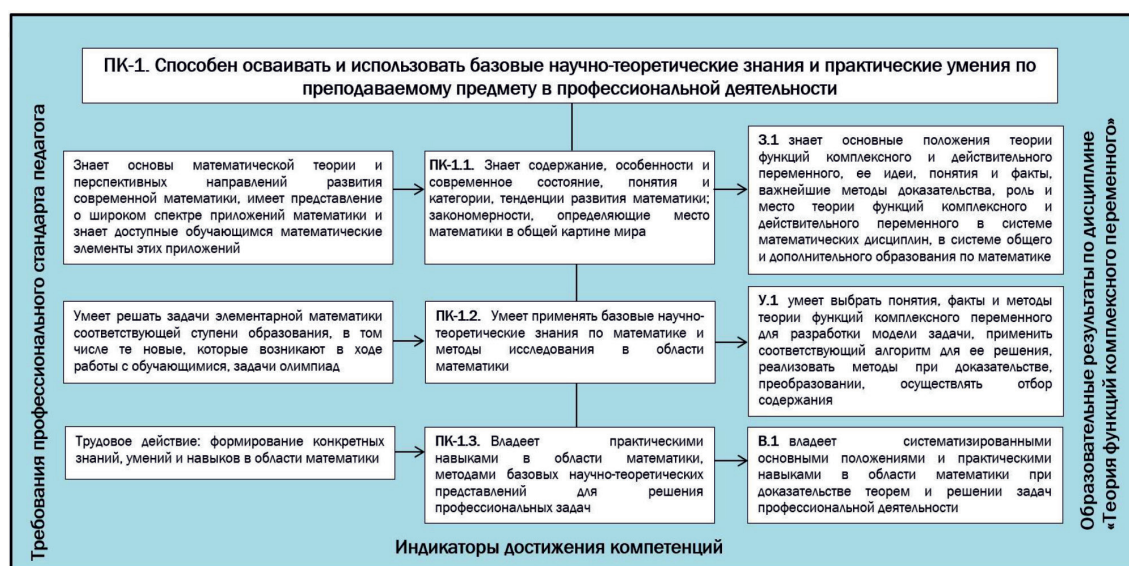 ПК-1. Способен осваивать и использовать базовые научно-теоретические знания и практические умения по
преподаваемому предмету в профессиональной деятельности
Требования профессионального стандарта педагога
Знает основы математической теории и
перспективных направлений развития
современной математики, имеет представление
о широком спектре приложений математики и
знает доступные обучающимся математические
элементы этих приложений
ПК-1.1. Знает содержание, особенности и
современное состояние, понятия и
категории, тенденции развития математики;
закономерности, определяющие место
математики в общей картине мира
З.1 знает основные положения теории
функций комплексного и действительного
переменного, ее идеи, понятия и факты,
важнейшие методы доказательства, роль и
место теории функций комплексного и
действительного переменного в системе
математических дисциплин, в системе общего
и дополнительного образования по математике
Умеет решать задачи элементарной математики
соответствующей ступени образования, в том
числе те новые, которые возникают в ходе
работы с обучающимися, задачи олимпиад
ПК-1.2. Умеет применять базовые научно-
теоретические знания по математике и
методы исследования в области
математики
У.1 умеет выбрать понятия, факты и методы
теории функций комплексного переменного
для разработки модели задачи, применить
соответствующий алгоритм для ее решения,
реализовать методы при доказательстве,
преобразовании, осуществлять отбор
содержания
Трудовое действие: формирование конкретных
знаний, умений и навыков в области математики
ПК-1.3. Владеет практическими
навыками в области математики,
методами базовых научно-теоретических
представлений для решения
профессиональных задач
В.1 владеет систематизированными
основными положениями и практическими
навыками в области математики при
доказательстве теорем и решении задач
профессиональной деятельности
Образовательные результаты по дисциплине
«Теория функций комплексного переменного»
Индикаторы достижения компетенций